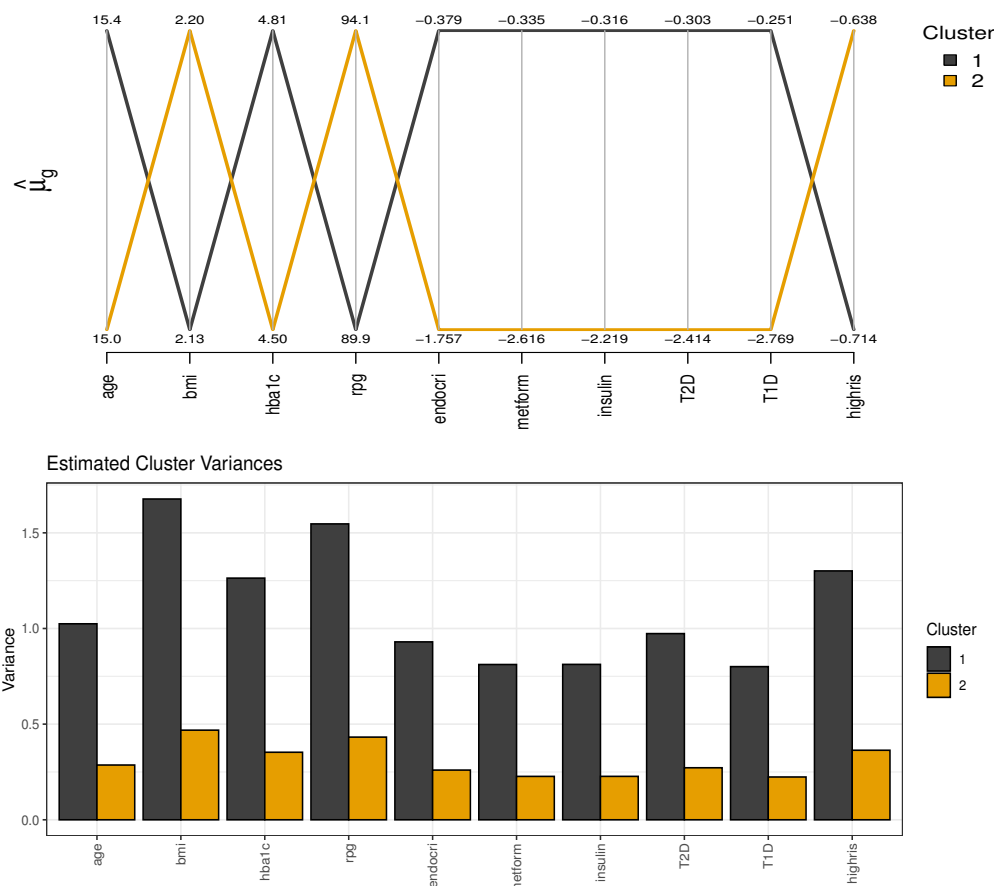 15.4 2.20 4.81 94.1 −0.379 −0.335 −0.316 −0.303 −0.251 −0.638
Cluster
1
2
μ̂g
15.0 2.13 4.50 89.9 −1.757 −2.616 −2.219 −2.414 −2.769 −0.714
age bmi hba1c rpg endocri metform insulin T2D T1D highris
Estimated Cluster Variances
Variance
1.5
1.0
0.5
0.0
Cluster
1
2
age bmi hba1c rpg endocri metform insulin T2D T1D highris